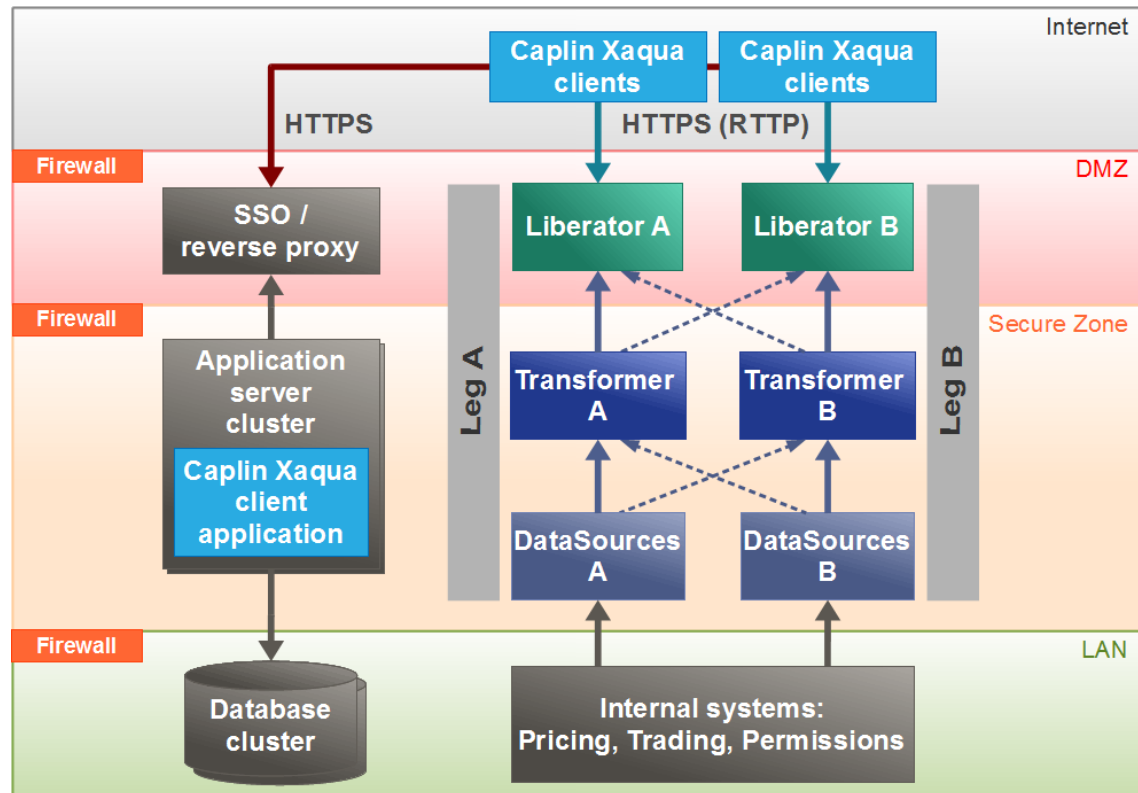 Internet
Caplin Xaqua
clients
Caplin Xaqua
clients
HTTPS
HTTPS (RTTP)
Firewall
DMZ
SSO /
reverse proxy
Liberator A
Liberator B
Firewall
Secure Zone
Leg A
Leg B
Application
server
cluster
Caplin Xaqua
client
application
Transformer
A
Transformer
B
DataSources
A
DataSources
B
Firewall
LAN
Database
cluster
Internal systems:
Pricing, Trading, Permissions